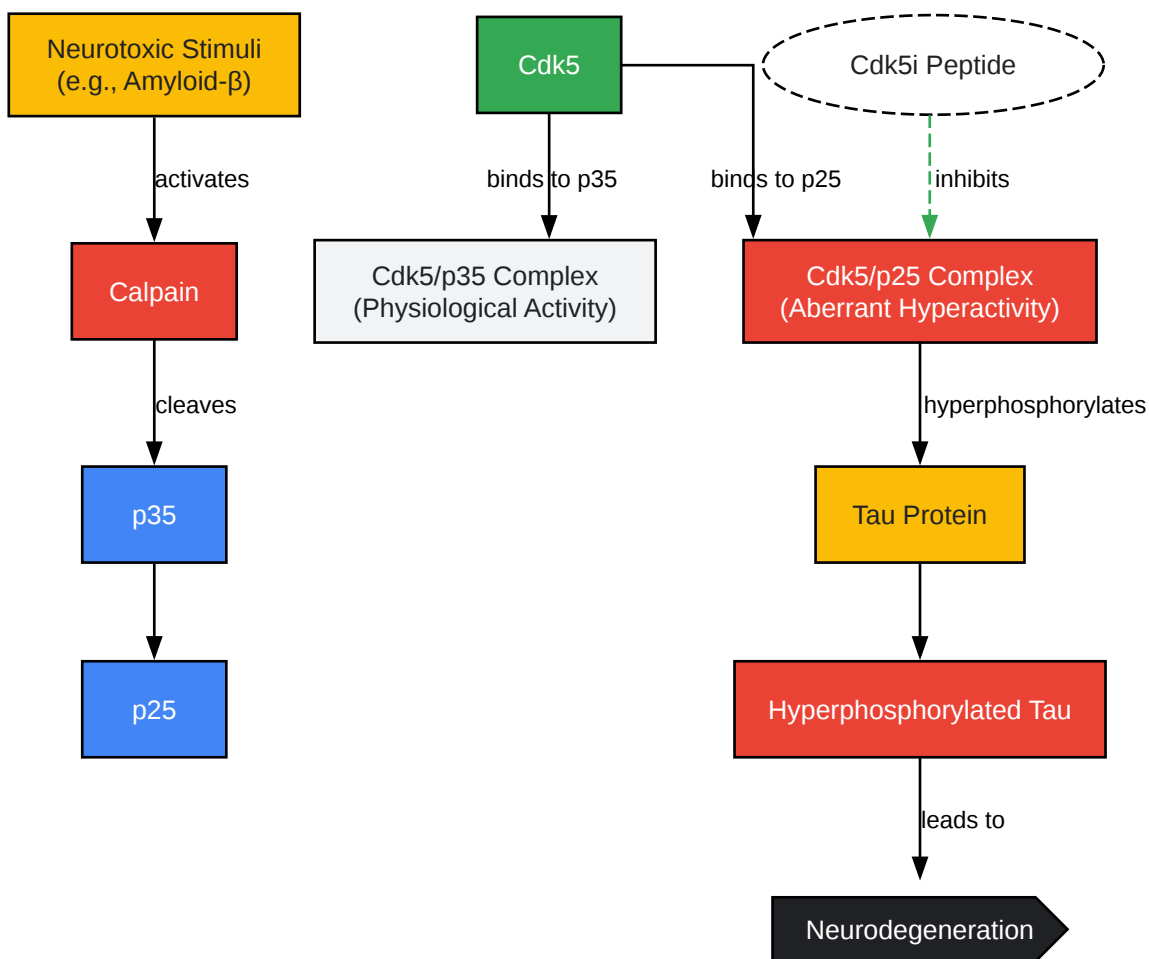 Neurotoxic Stimuli
(e.g., Amyloid-β)
Cdk5
Cdk5i Peptide
activates
binds to p35
binds to p25
inhibits
Calpain
Cdk5/p35 Complex
(Physiological Activity)
Cdk5/p25 Complex
(Aberrant Hyperactivity)
cleaves
hyperphosphorylates
p35
Tau Protein
p25
Hyperphosphorylated Tau
leads to
Neurodegeneration